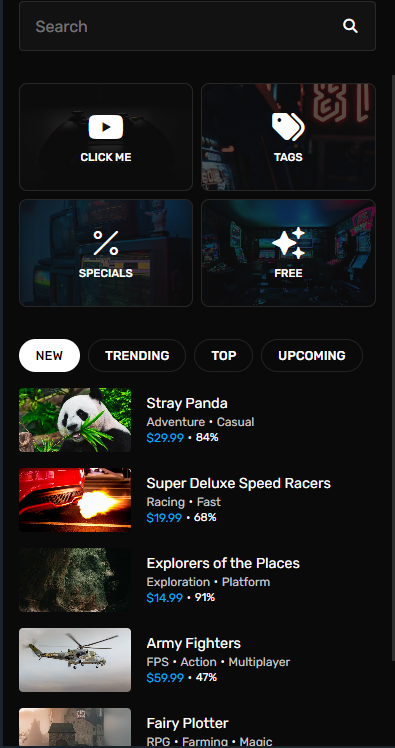 Search
CLICK ME
TAGS
SPECIALS
FREE
NEW
TRENDING
TOP
UPCOMING
Stray Panda
Adventure • Casual
$29.99 • 84%
Super Deluxe Speed Racers
Racing • Fast
$19.99 • 68%
Explorers of the Places
Exploration • Platform
$14.99 • 91%
Army Fighters
FPS • Action • Multiplayer
$59.99 • 47%
Fairy Plotter
RPG • Farming • Magic